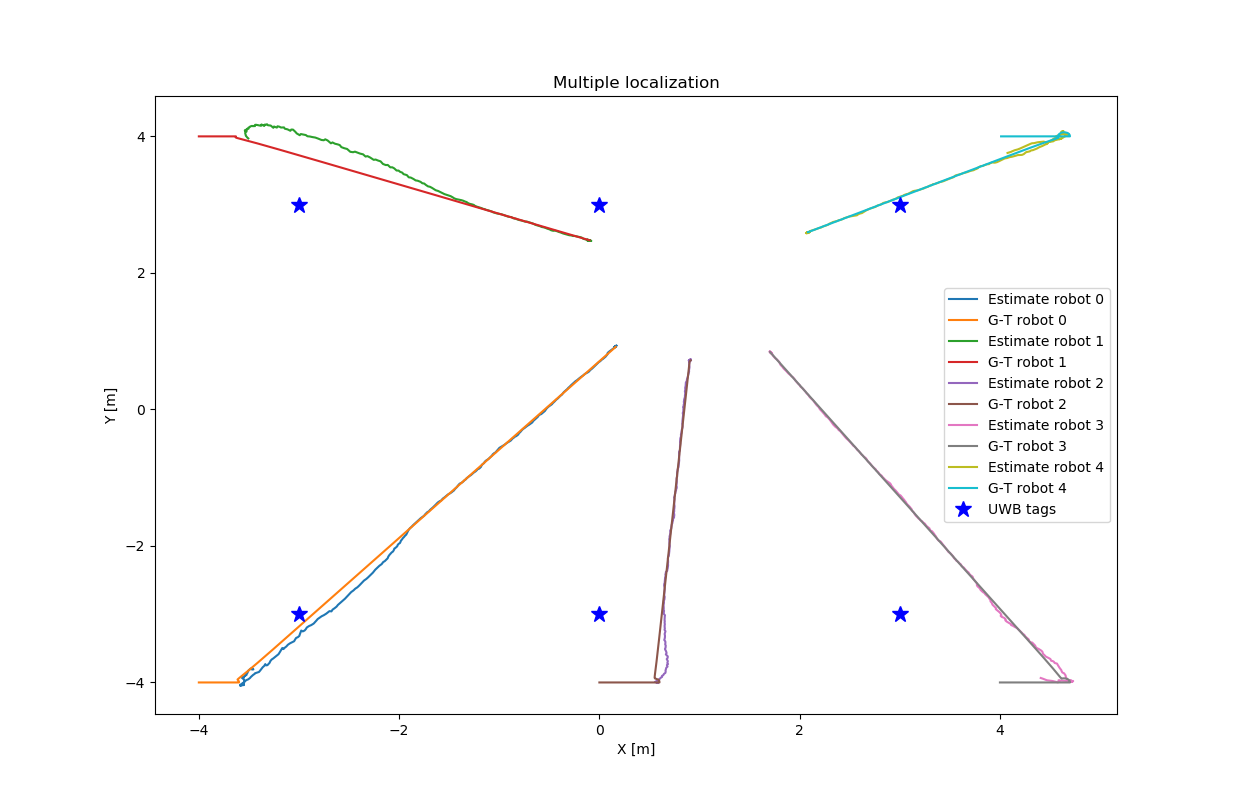 Multiple localization
4
2
0
−2
−4
Y [m]
Estimate robot 0
G-T robot 0
Estimate robot 1
G-T robot 1
Estimate robot 2
G-T robot 2
Estimate robot 3
G-T robot 3
Estimate robot 4
G-T robot 4
UWB tags
−4 −2 0 2 4
X [m]